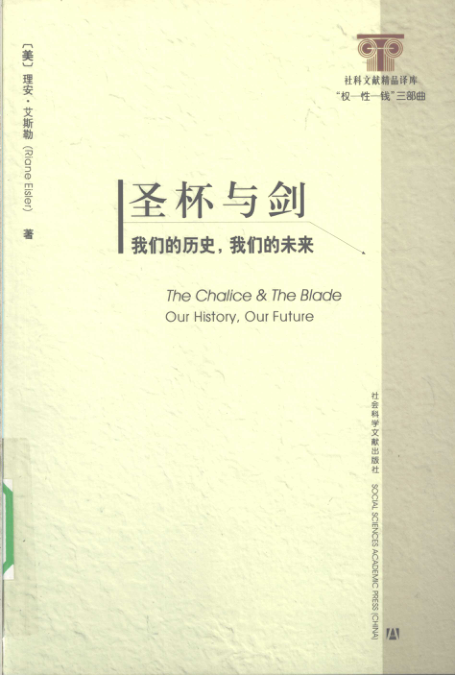 [美] 理安·艾斯勒 (Riane Eisler) 著
社科文献精品译库
“权—性—钱”三部曲
圣杯与剑
我们的历史，我们的未来
The Chalice & The Blade
Our History, Our Future
社会科学文献出版社 SOCIAL SCIENCES ACADEMIC PRESS (CHINA)